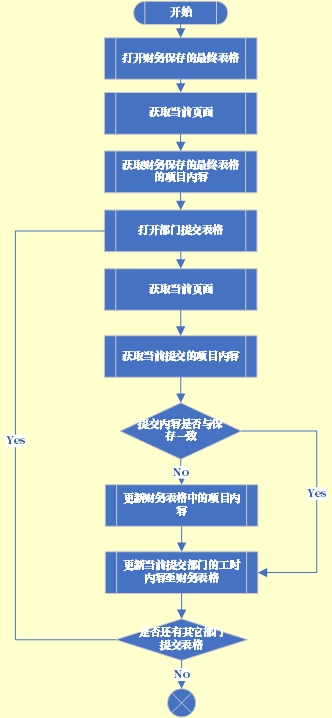 开始
打开财务保存的最终表格
获取当前页面
获取财务保存的最终表格
的项目内容
打开部门提交表格
获取当前页面
获取当前提交的项目内容
提交内容是否与保
存一致
Yes
No
Yes
更新财务表格中的项目内
容
更新当前提交部门的工时
内容至财务表格
是否还有其它部门
提交表格
No